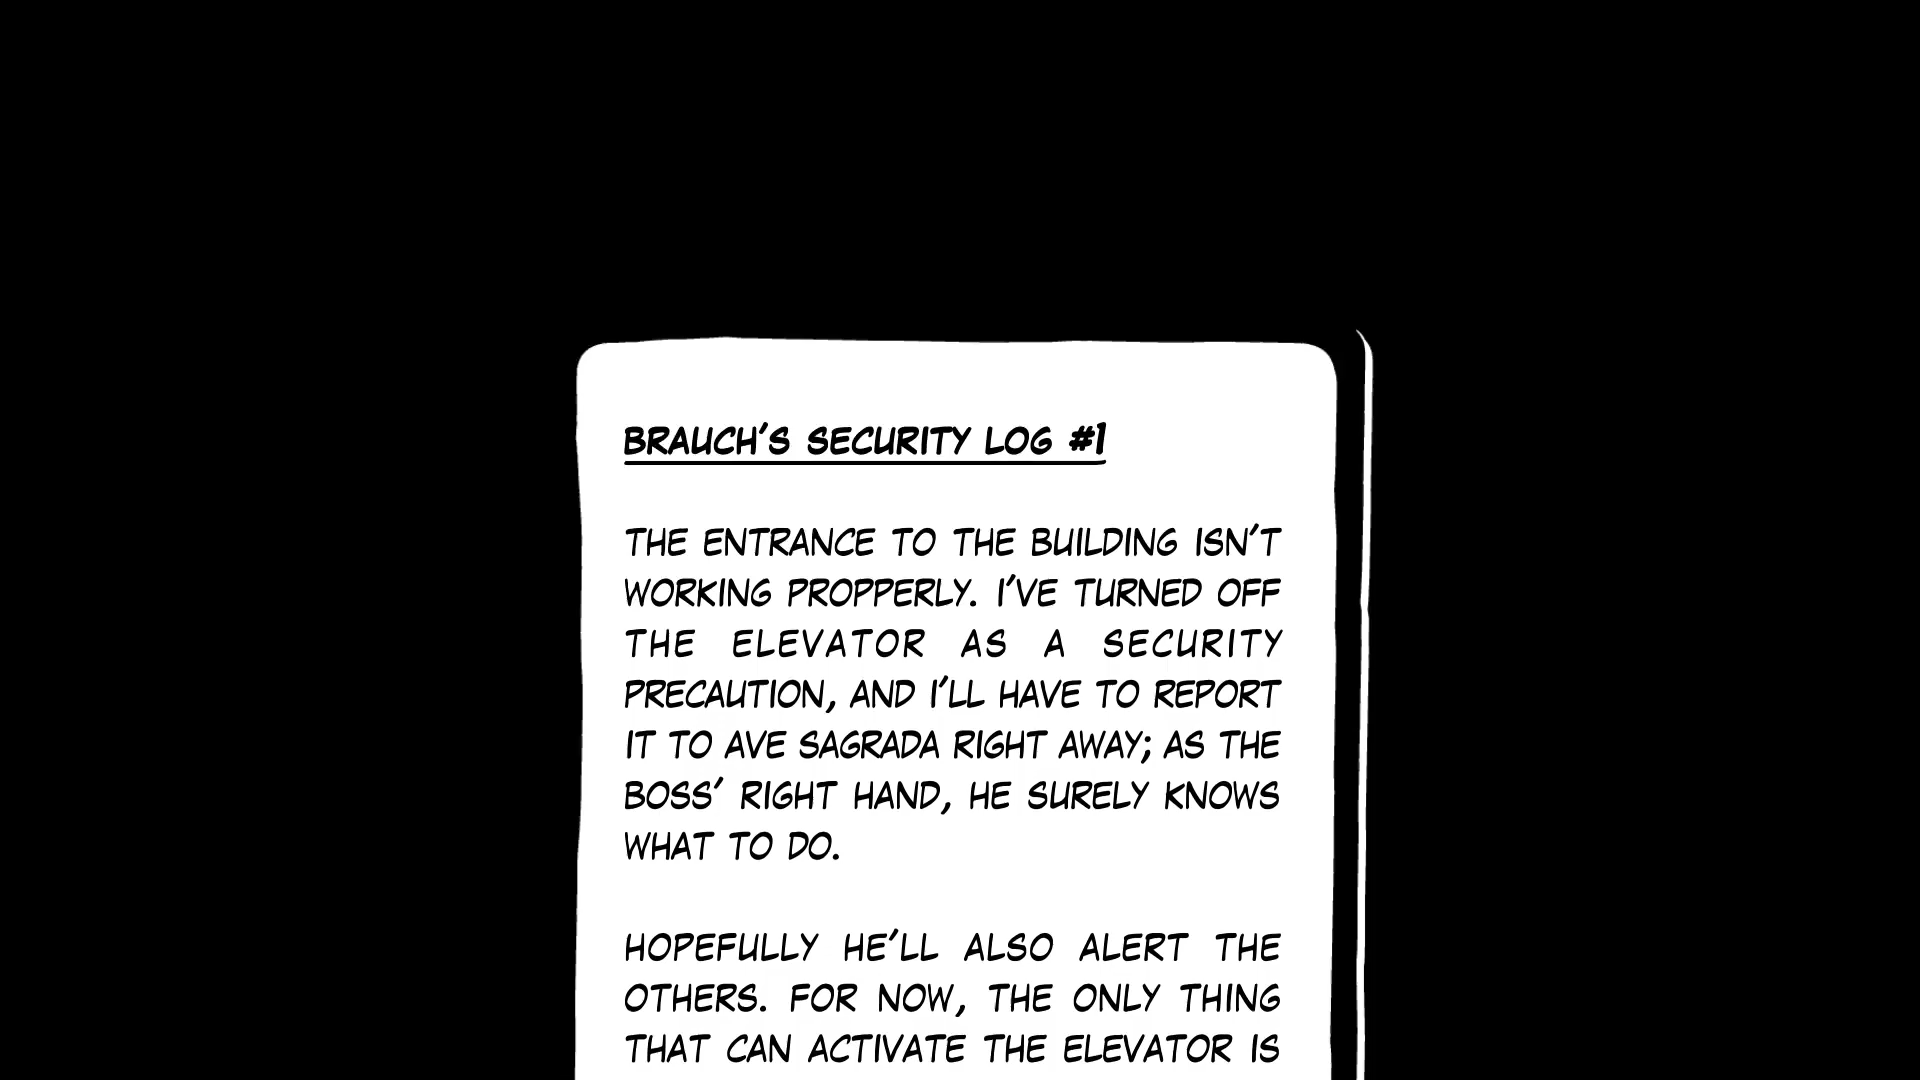 BRAUCH'S SECURITY LOG #1
THE ENTRANCE TO THE BUILDING ISN'T
WORKING PROPPERLY. I'VE TURNED OFF
THE ELEVATOR AS A SECURITY
PRECAUTION, AND I'LL HAVE TO REPORT
IT TO AVE SAGRADA RIGHT AWAY; AS THE
BOSS' RIGHT HAND, HE SURELY KNOWS
WHAT TO DO.
HOPEFULLY HE'LL ALSO ALERT THE
OTHERS. FOR NOW, THE ONLY THING
THAT CAN ACTIVATE THE ELEVATOR IS